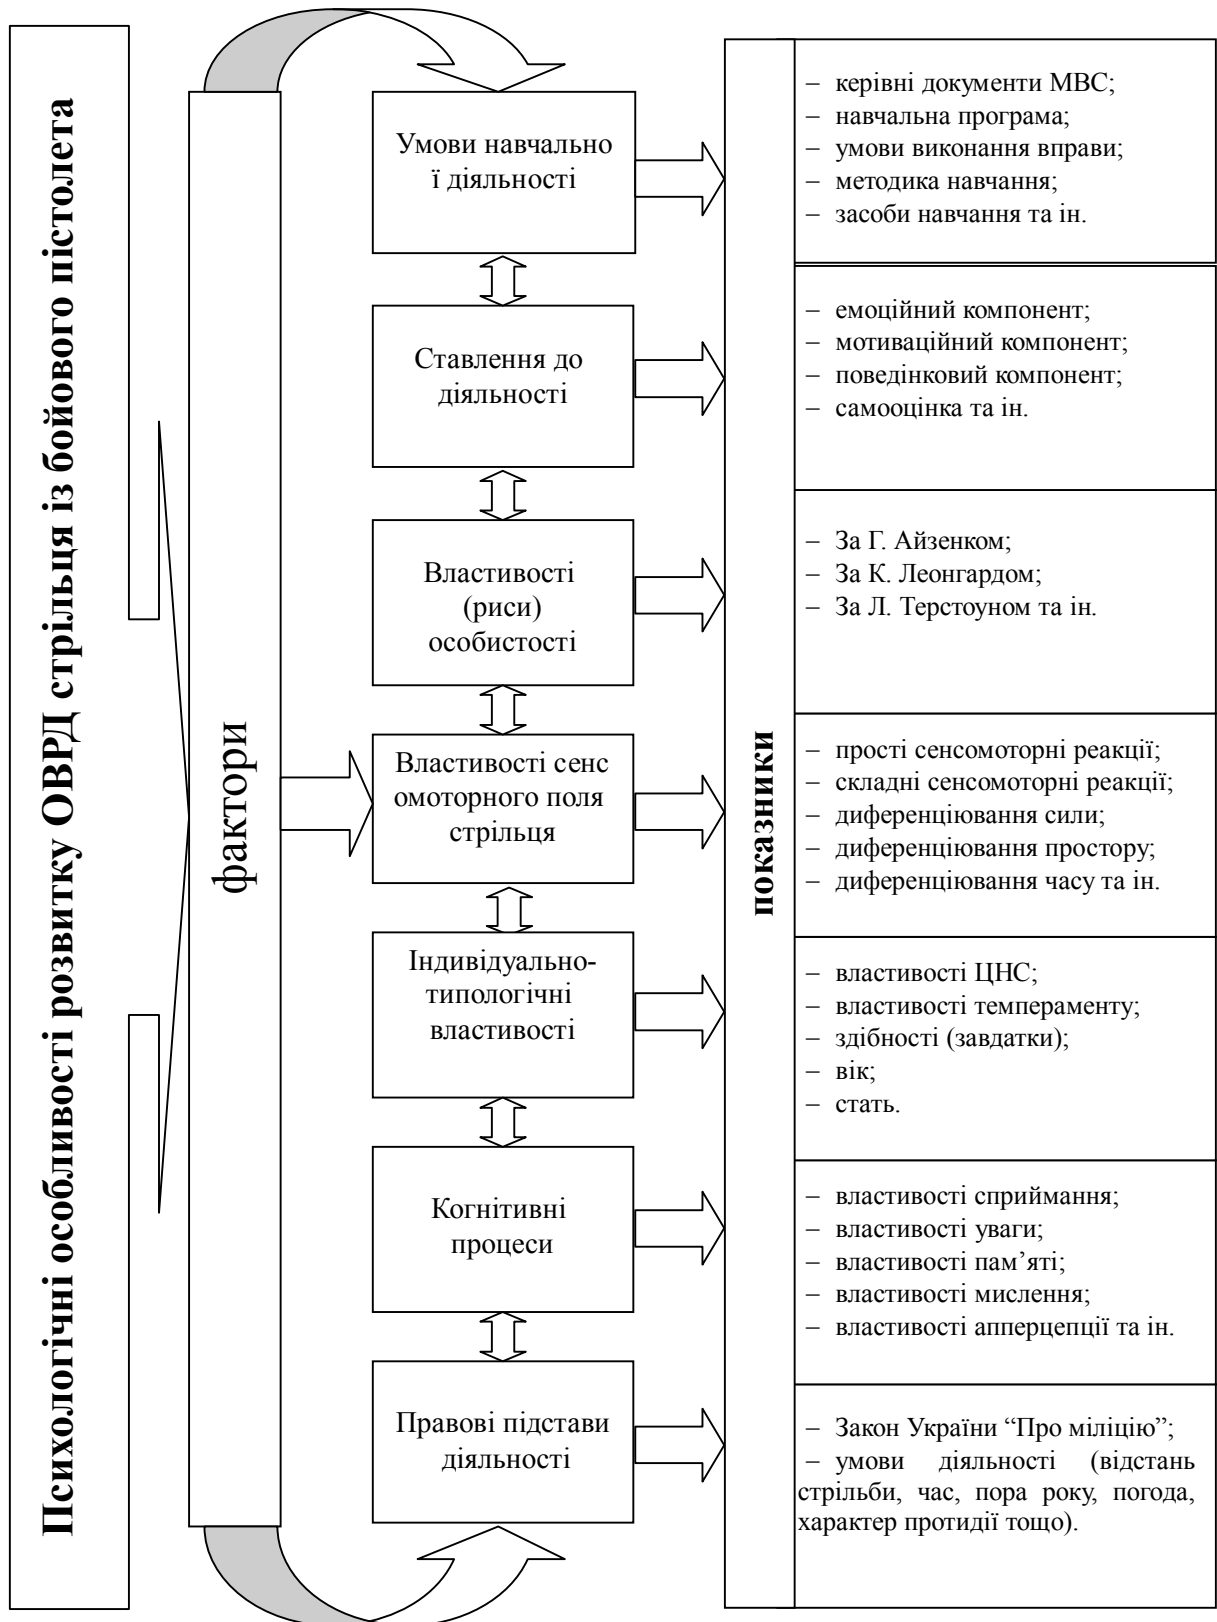 Психологічні особливості розвитку ОВРД стрільця із бойового пістолета
фактори
Умови навчально
ї діяльності
Ставлення до
діяльності
Властивості
(риси)
особистості
Властивості сенс
омоторного поля
стрільця
Індивідуально-
типологічні
властивості
Когнітивні
процеси
Правові підстави
діяльності
показники
– керівні документи МВС;
– навчальна програма;
– умови виконання вправи;
– методика навчання;
– засоби навчання та ін.
– емоційний компонент;
– мотиваційний компонент;
– поведінковий компонент;
– самооцінка та ін.
– За Г. Айзенком;
– За К. Леонгардом;
– За Л. Терстоуном та ін.
– прості сенсомоторні реакції;
– складні сенсомоторні реакції;
– диференціювання сили;
– диференціювання простору;
– диференціювання часу та ін.
– властивості ЦНС;
– властивості темпераменту;
– здібності (завдатки);
– вік;
– стать.
– властивості сприймання;
– властивості уваги;
– властивості пам’яті;
– властивості мислення;
– властивості апперцепції та ін.
– Закон України “Про міліцію”;
– умови діяльності (відстань
стрільби, час, пора року, погода,
характер протидії тощо).